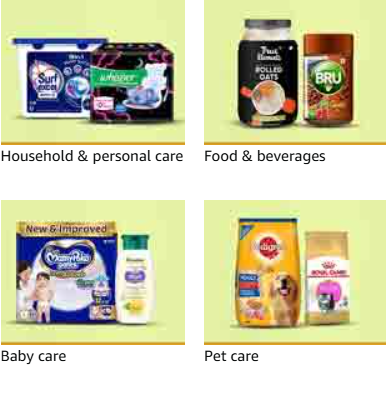 Surf
excel
whisper
True
Elements
ROLLED
OATS
BRU
Household & personal care
Food & beverages
New & Improved
MamyPoko
pants
Himalaya
Pedigree
ROYAL CANIN
Baby care
Pet care